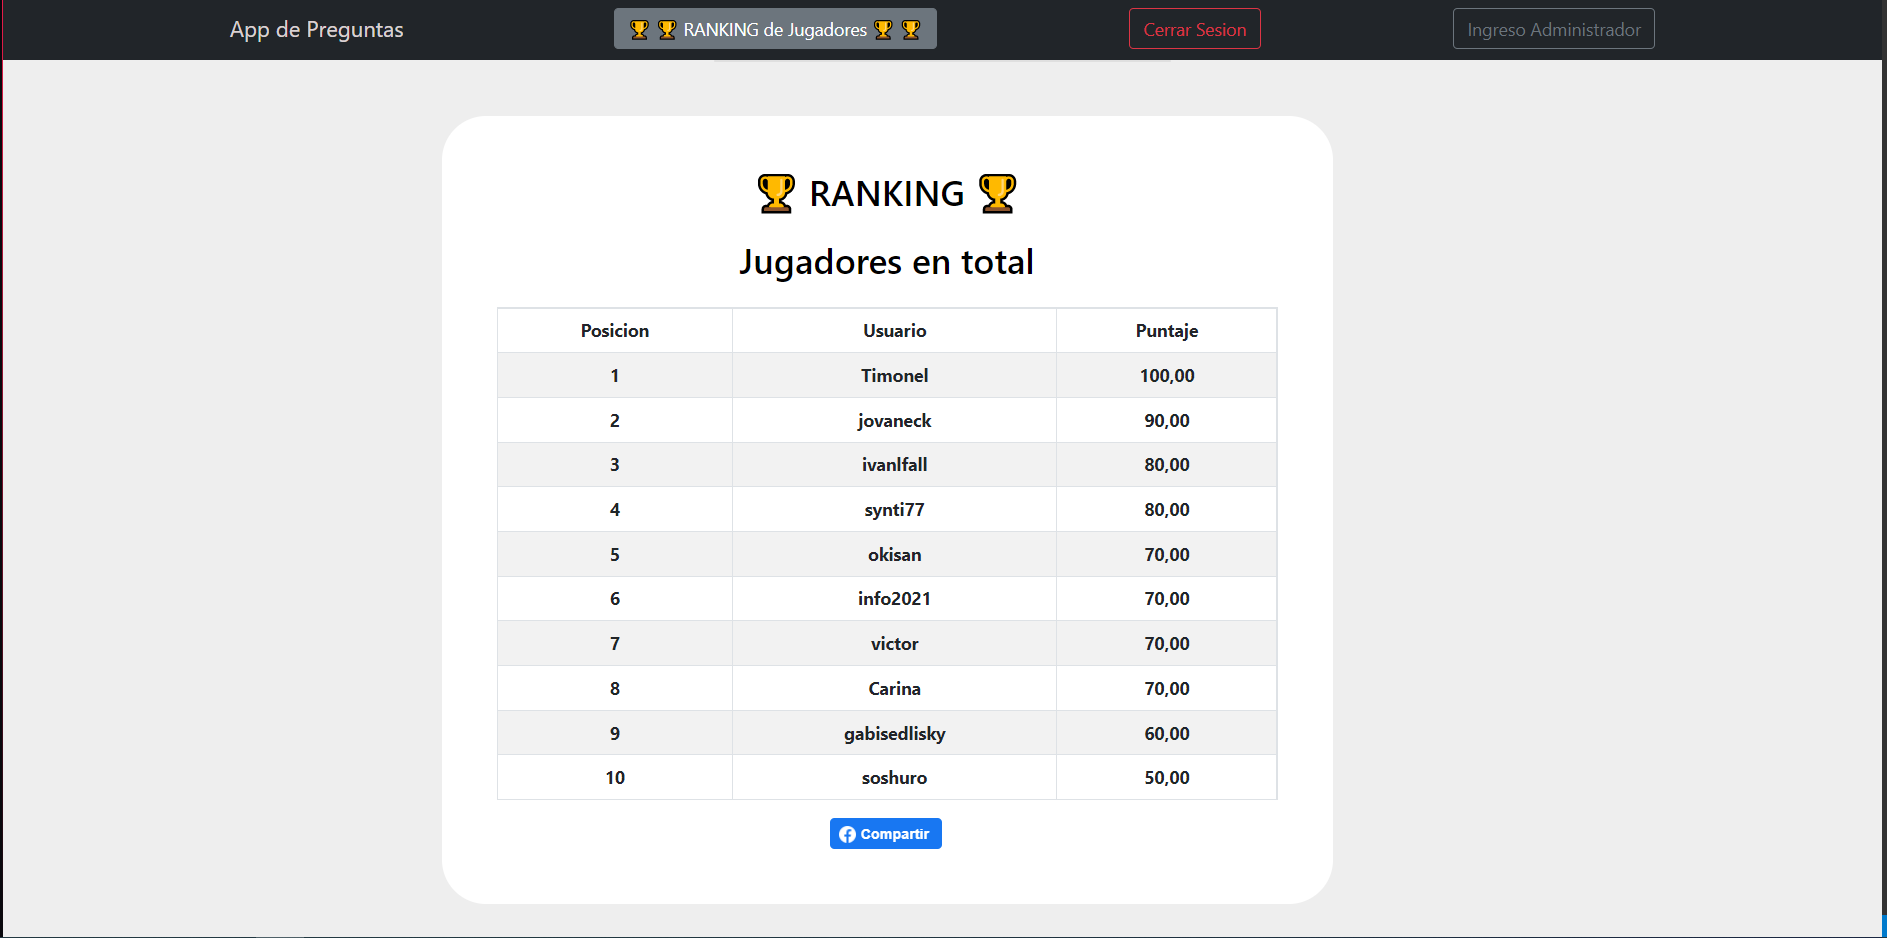 App de Preguntas
🏆 🏆 RANKING de Jugadores 🏆 🏆
Cerrar Sesion
Ingreso Administrador
🏆 RANKING 🏆
Jugadores en total
Posicion Usuario Puntaje
1 Timonel 100,00
2 jovaneck 90,00
3 ivanlfall 80,00
4 synti77 80,00
5 okisan 70,00
6 info2021 70,00
7 victor 70,00
8 Carina 70,00
9 gabisedlisky 60,00
10 soshuro 50,00
Compartir